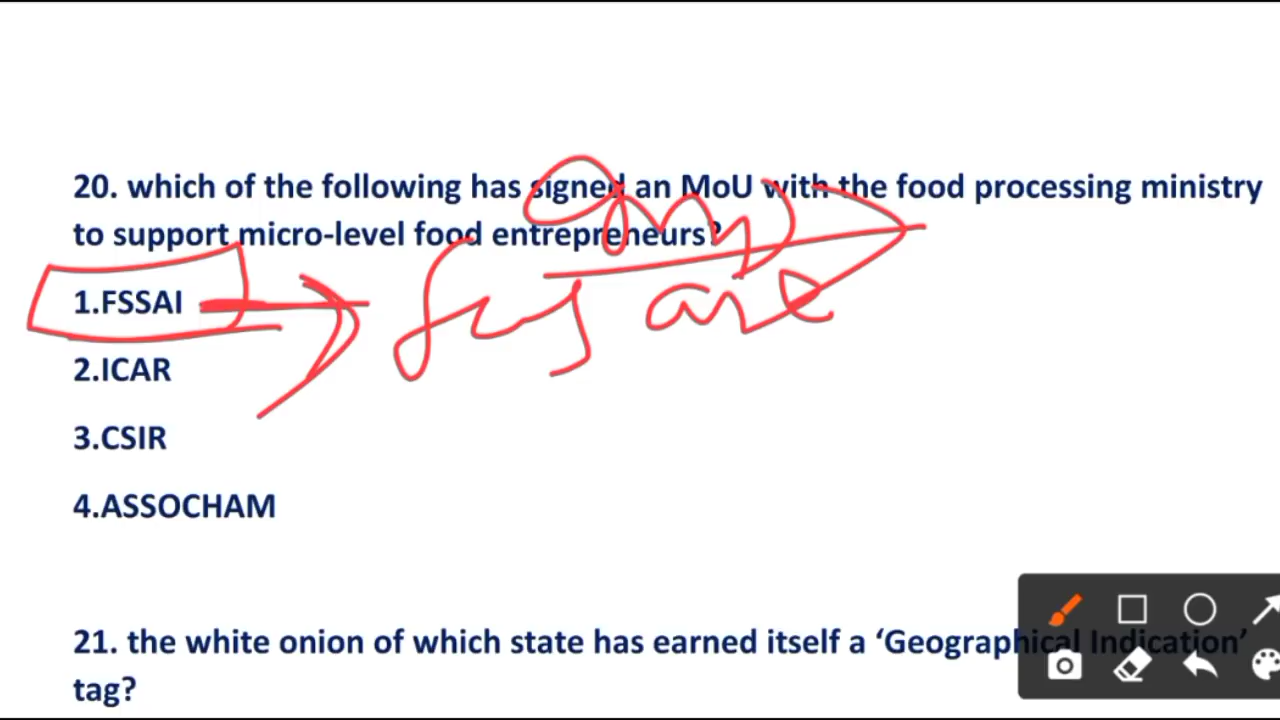 20. which of the following has signed an MoU with the food processing ministry
to support micro-level food entrepreneurs?
1.FSSAI
2.ICAR
3.CSIR
4.ASSOCHAM
21. the white onion of which state has earned itself a ‘Geographical Indication’
tag?